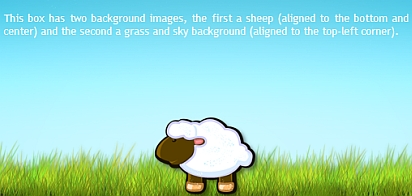 This box has two background images, the first a sheep (aligned to the bottom and
center) and the second a grass and sky background (aligned to the top-left corner).